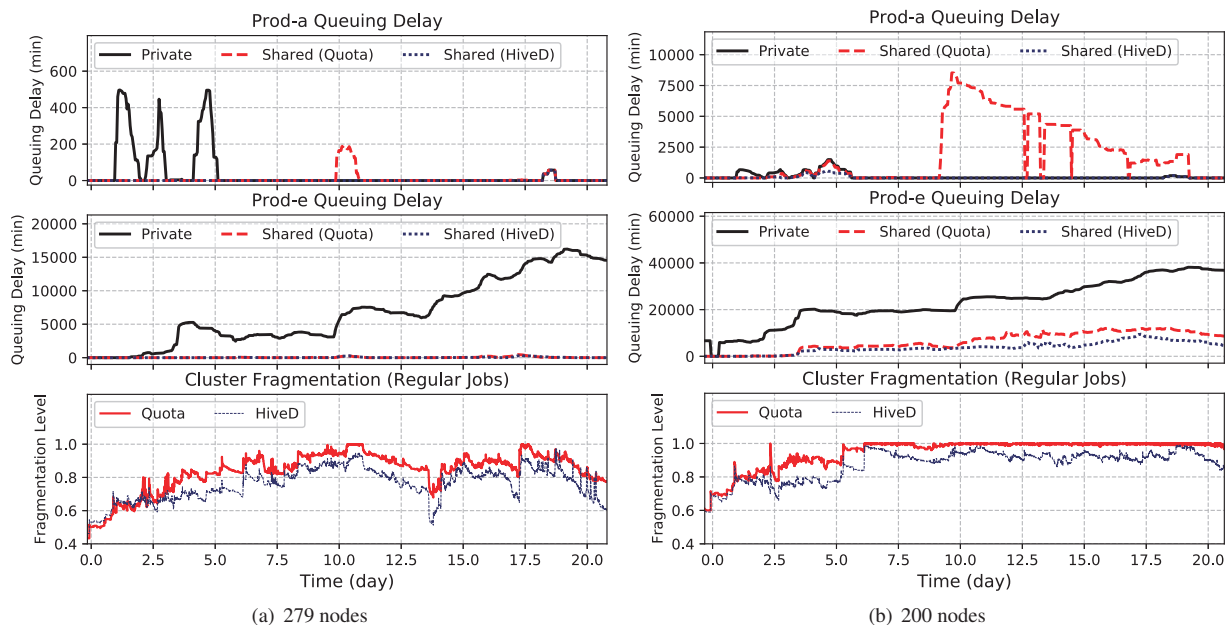 Prod-a Queuing Delay
Queuing Delay (min)
600
400
200
0
Private
Shared (Quota)
Shared (HiveD)
Prod-e Queuing Delay
Queuing Delay (min)
20000
15000
10000
5000
0
Private
Shared (Quota)
Shared (HiveD)
Cluster Fragmentation (Regular Jobs)
Fragmentation Level
1.0
0.8
0.6
0.4
Quota
HiveD
0.0 2.5 5.0 7.5 10.0 12.5 15.0 17.5 20.0
Time (day)
(a) 279 nodes
Prod-a Queuing Delay
Queuing Delay (min)
10000
7500
5000
2500
0
Private
Shared (Quota)
Shared (HiveD)
Prod-e Queuing Delay
Queuing Delay (min)
60000
40000
20000
0
Private
Shared (Quota)
Shared (HiveD)
Cluster Fragmentation (Regular Jobs)
Fragmentation Level
1.0
0.8
0.6
0.4
Quota
HiveD
0.0 2.5 5.0 7.5 10.0 12.5 15.0 17.5 20.0
Time (day)
(b) 200 nodes